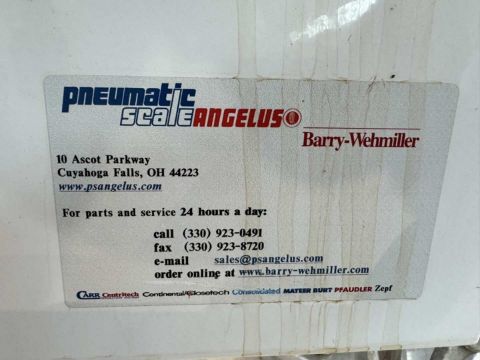 pneumatic
scaleANGELUS
Barry-Wehmiller
10 Ascot Parkway
Cuyahoga Falls, OH 44223
www.psangelus.com
For parts and service 24 hours a day:
call (330) 923-0491
fax (330) 923-8720
e-mail sales@psangelus.com
order online at www.barry-wehmiller.com
CARR Centritech Continental Closetech Consolidated MATEER BURT PFAUDLER Zepf